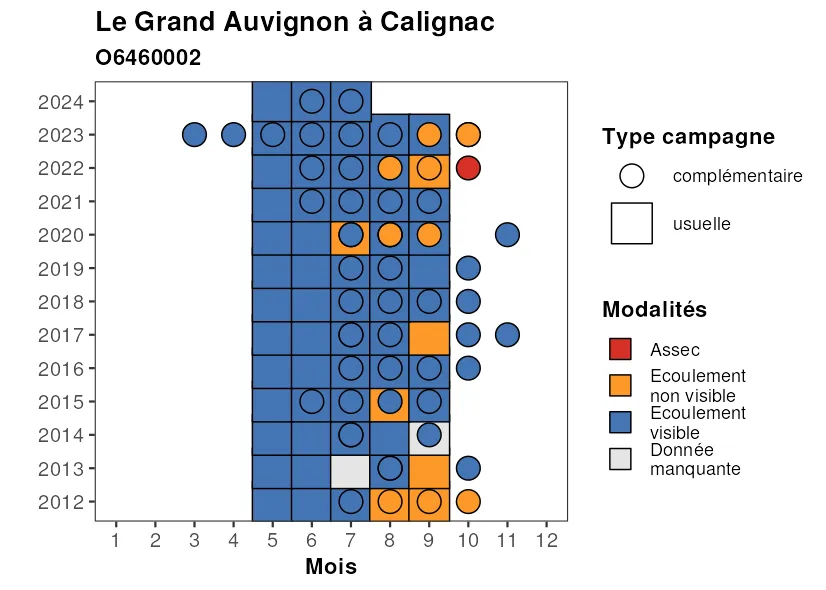 Le Grand Auvignon à Calignac
O6460002
2024
2023
2022
2021
2020
2019
2018
2017
2016
2015
2014
2013
2012
1 2 3 4 5 6 7 8 9 10 11 12
Mois
Type campagne
complémentaire
usuelle
Modalités
Assec
Ecoulement
non visible
Ecoulement
visible
Donnée
manquante